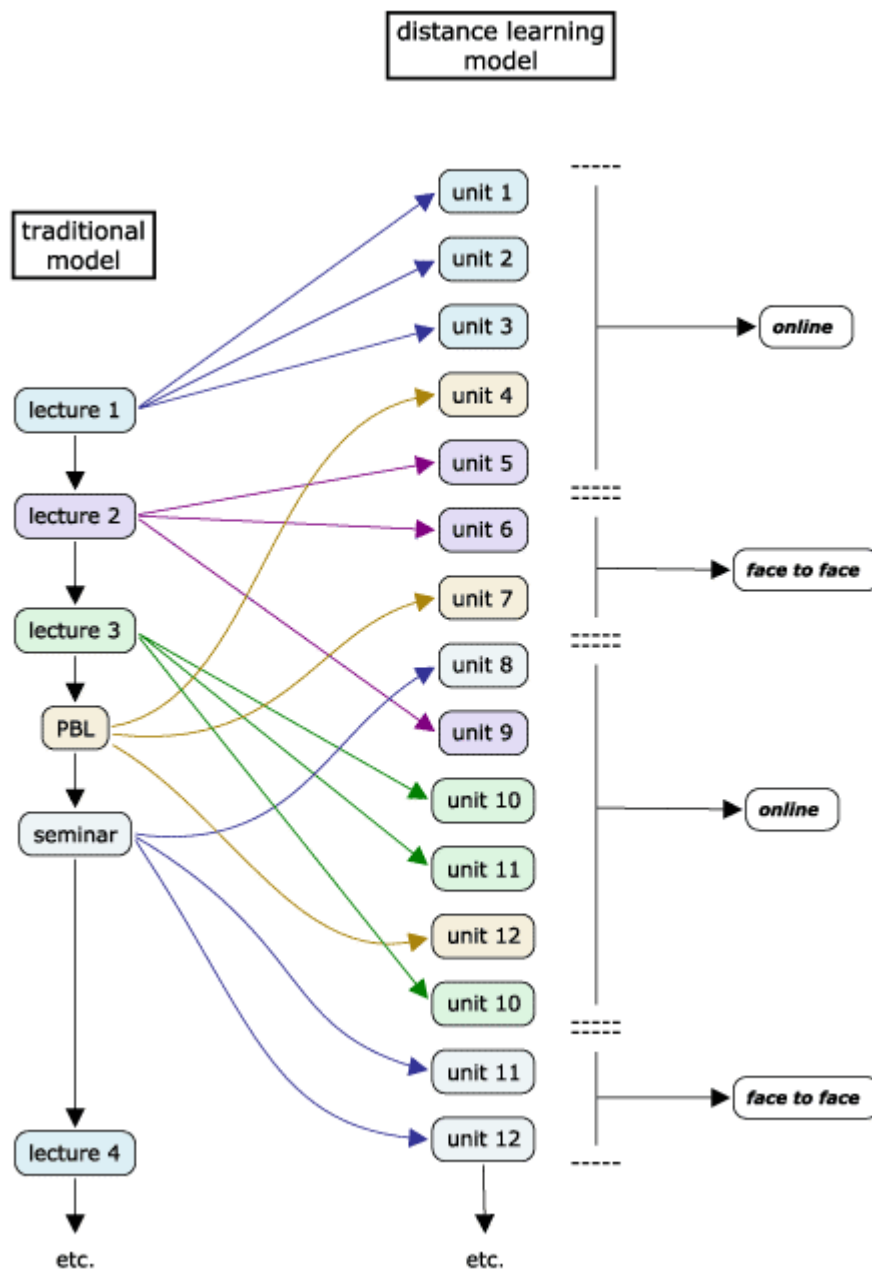 distance learning
model
traditional
model
lecture 1
lecture 2
lecture 3
PBL
seminar
lecture 4
etc.
unit 1
unit 2
unit 3
unit 4
unit 5
unit 6
unit 7
unit 8
unit 9
unit 10
unit 11
unit 12
unit 10
unit 11
unit 12
etc.
online
face to face
online
face to face